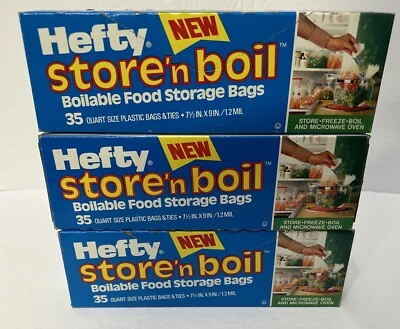 Hefty® NEW
store'n boil™
Boilable Food Storage Bags
35 QUART SIZE PLASTIC BAGS & TIES • 7½ IN. X 9 IN. / 1.2 MIL
STORE-FREEZE-BOIL
AND MICROWAVE OVEN
Hefty® NEW
store'n boil™
Boilable Food Storage Bags
35 QUART SIZE PLASTIC BAGS & TIES • 7½ IN. X 9 IN. / 1.2 MIL
STORE-FREEZE-BOIL
AND MICROWAVE OVEN
Hefty® NEW
store'n boil™
Boilable Food Storage Bags
35 QUART SIZE PLASTIC BAGS & TIES • 7½ IN. X 9 IN. / 1.2 MIL
STORE-FREEZE-BOIL
AND MICROWAVE OVEN